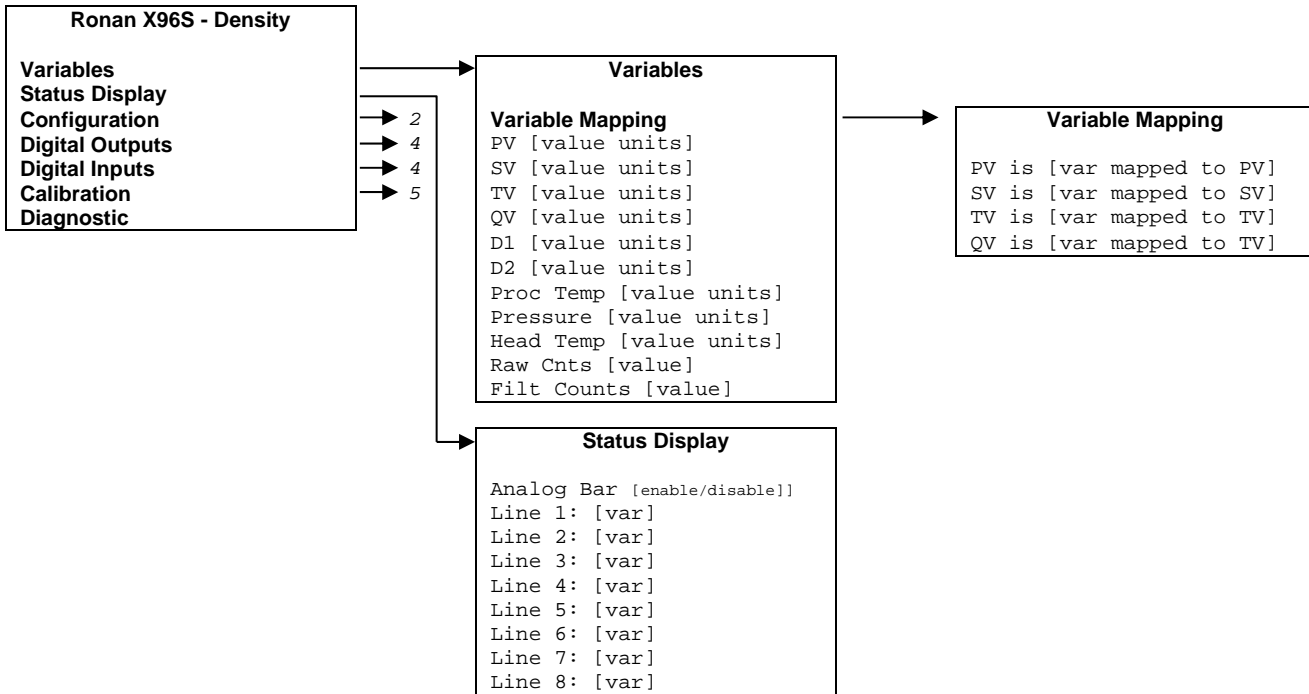 Ronan X96S - Density
Variables
Status Display
Configuration
Digital Outputs
Digital Inputs
Calibration
Diagnostic
2
4
4
5
Variables
Variable Mapping
PV [value units]
SV [value units]
TV [value units]
QV [value units]
D1 [value units]
D2 [value units]
Proc Temp [value units]
Pressure [value units]
Head Temp [value units]
Raw Cnts [value]
Filt Counts [value]
Variable Mapping
PV is [var mapped to PV]
SV is [var mapped to SV]
TV is [var mapped to TV]
QV is [var mapped to TV]
Status Display
Analog Bar [enable/disable]]
Line 1: [var]
Line 2: [var]
Line 3: [var]
Line 4: [var]
Line 5: [var]
Line 6: [var]
Line 7: [var]
Line 8: [var]